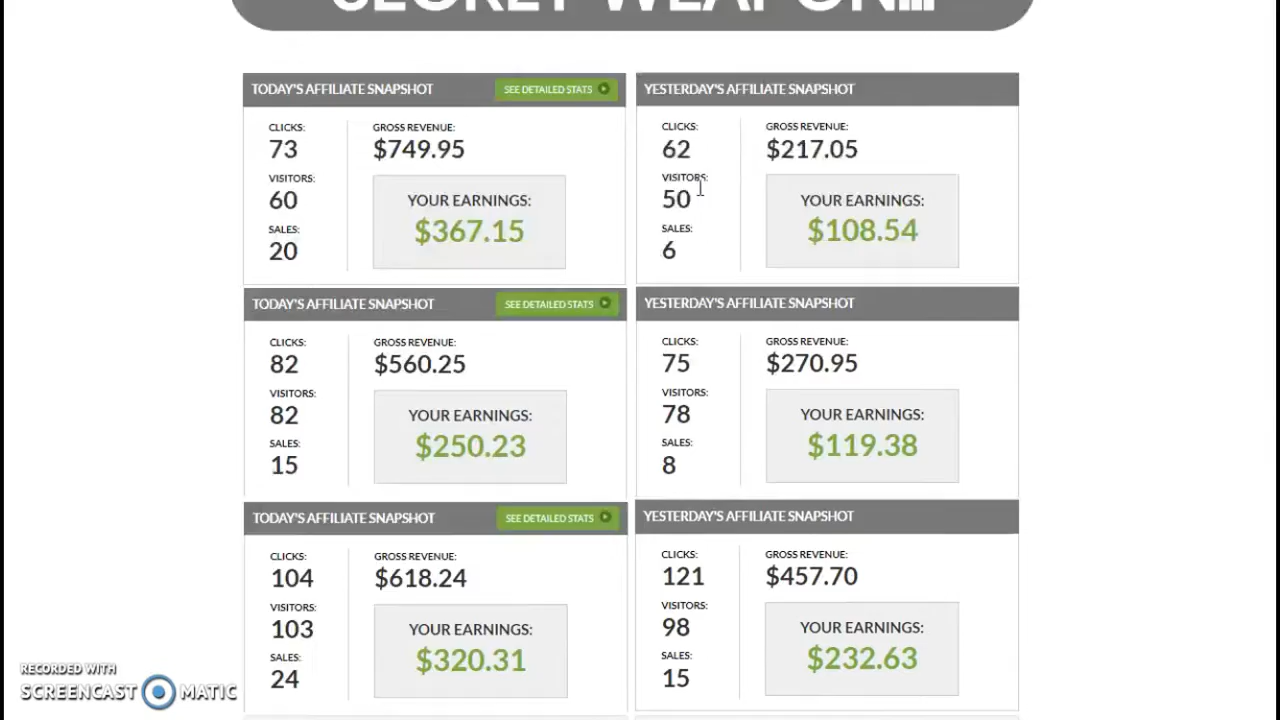 SECRET WEAPON!!!
TODAY'S AFFILIATE SNAPSHOT
SEE DETAILED STATS
CLICKS:
73
VISITORS:
60
SALES:
20
GROSS REVENUE:
$749.95
YOUR EARNINGS:
$367.15
YESTERDAY'S AFFILIATE SNAPSHOT
CLICKS:
62
VISITORS:
50
SALES:
6
GROSS REVENUE:
$217.05
YOUR EARNINGS:
$108.54
TODAY'S AFFILIATE SNAPSHOT
SEE DETAILED STATS
CLICKS:
82
VISITORS:
82
SALES:
15
GROSS REVENUE:
$560.25
YOUR EARNINGS:
$250.23
YESTERDAY'S AFFILIATE SNAPSHOT
CLICKS:
75
VISITORS:
78
SALES:
8
GROSS REVENUE:
$270.95
YOUR EARNINGS:
$119.38
TODAY'S AFFILIATE SNAPSHOT
SEE DETAILED STATS
CLICKS:
104
VISITORS:
103
SALES:
24
GROSS REVENUE:
$618.24
YOUR EARNINGS:
$320.31
YESTERDAY'S AFFILIATE SNAPSHOT
CLICKS:
121
VISITORS:
98
SALES:
15
GROSS REVENUE:
$457.70
YOUR EARNINGS:
$232.63
RECORDED WITH
SCREENCAST MATIC